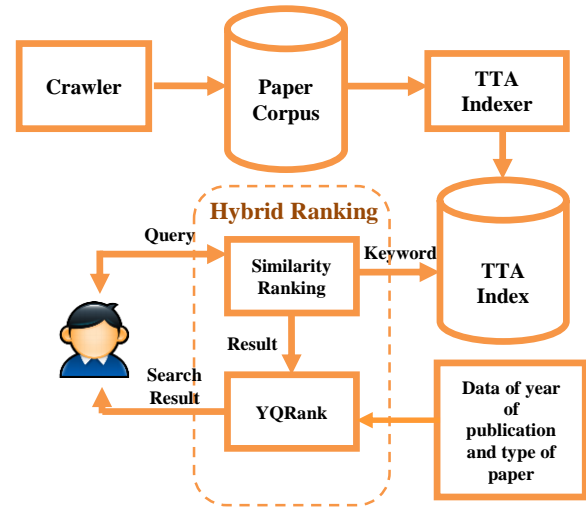 Crawler
Paper
Corpus
TTA
Indexer
Hybrid Ranking
Query
Similarity
Ranking
Keyword
TTA
Index
Result
Search
Result
YQRank
Data of year
of
publication
and type of
paper